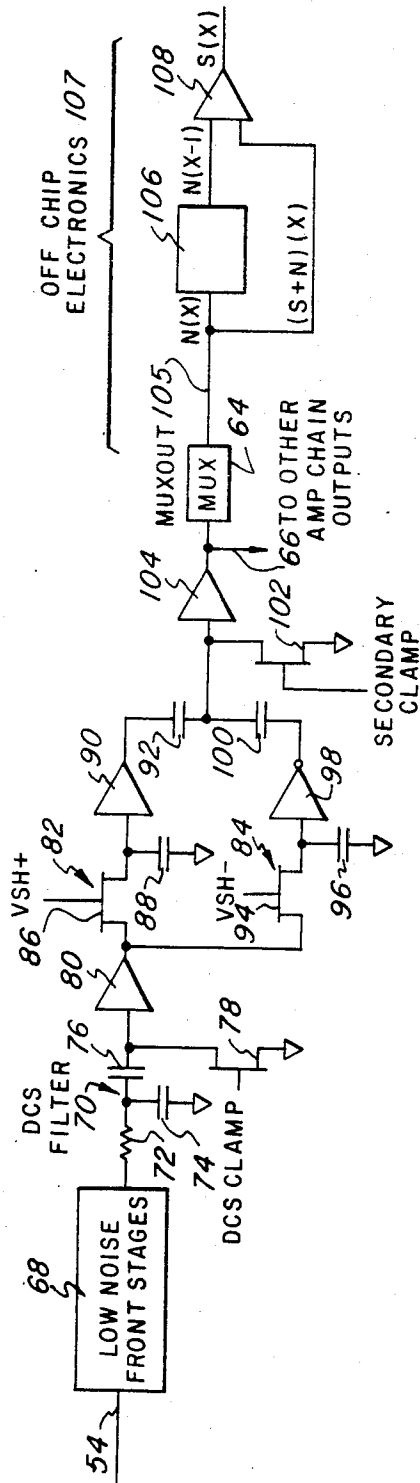 54
68
LOW NOISE
FRONT STAGES
DCS
FILTER
70
72
74
76
DCS CLAMP
78
80
VSH+
82
86
88
90
92
VSH-
84
94
96
98
100
104
102
SECONDARY
CLAMP
66 TO OTHER
AMP CHAIN
OUTPUTS
MUX
64
MUXOUT 105
OFF CHIP
ELECTRONICS 107
N(X)
106
N(X-1)
(S+N)(X)
108
S(X)